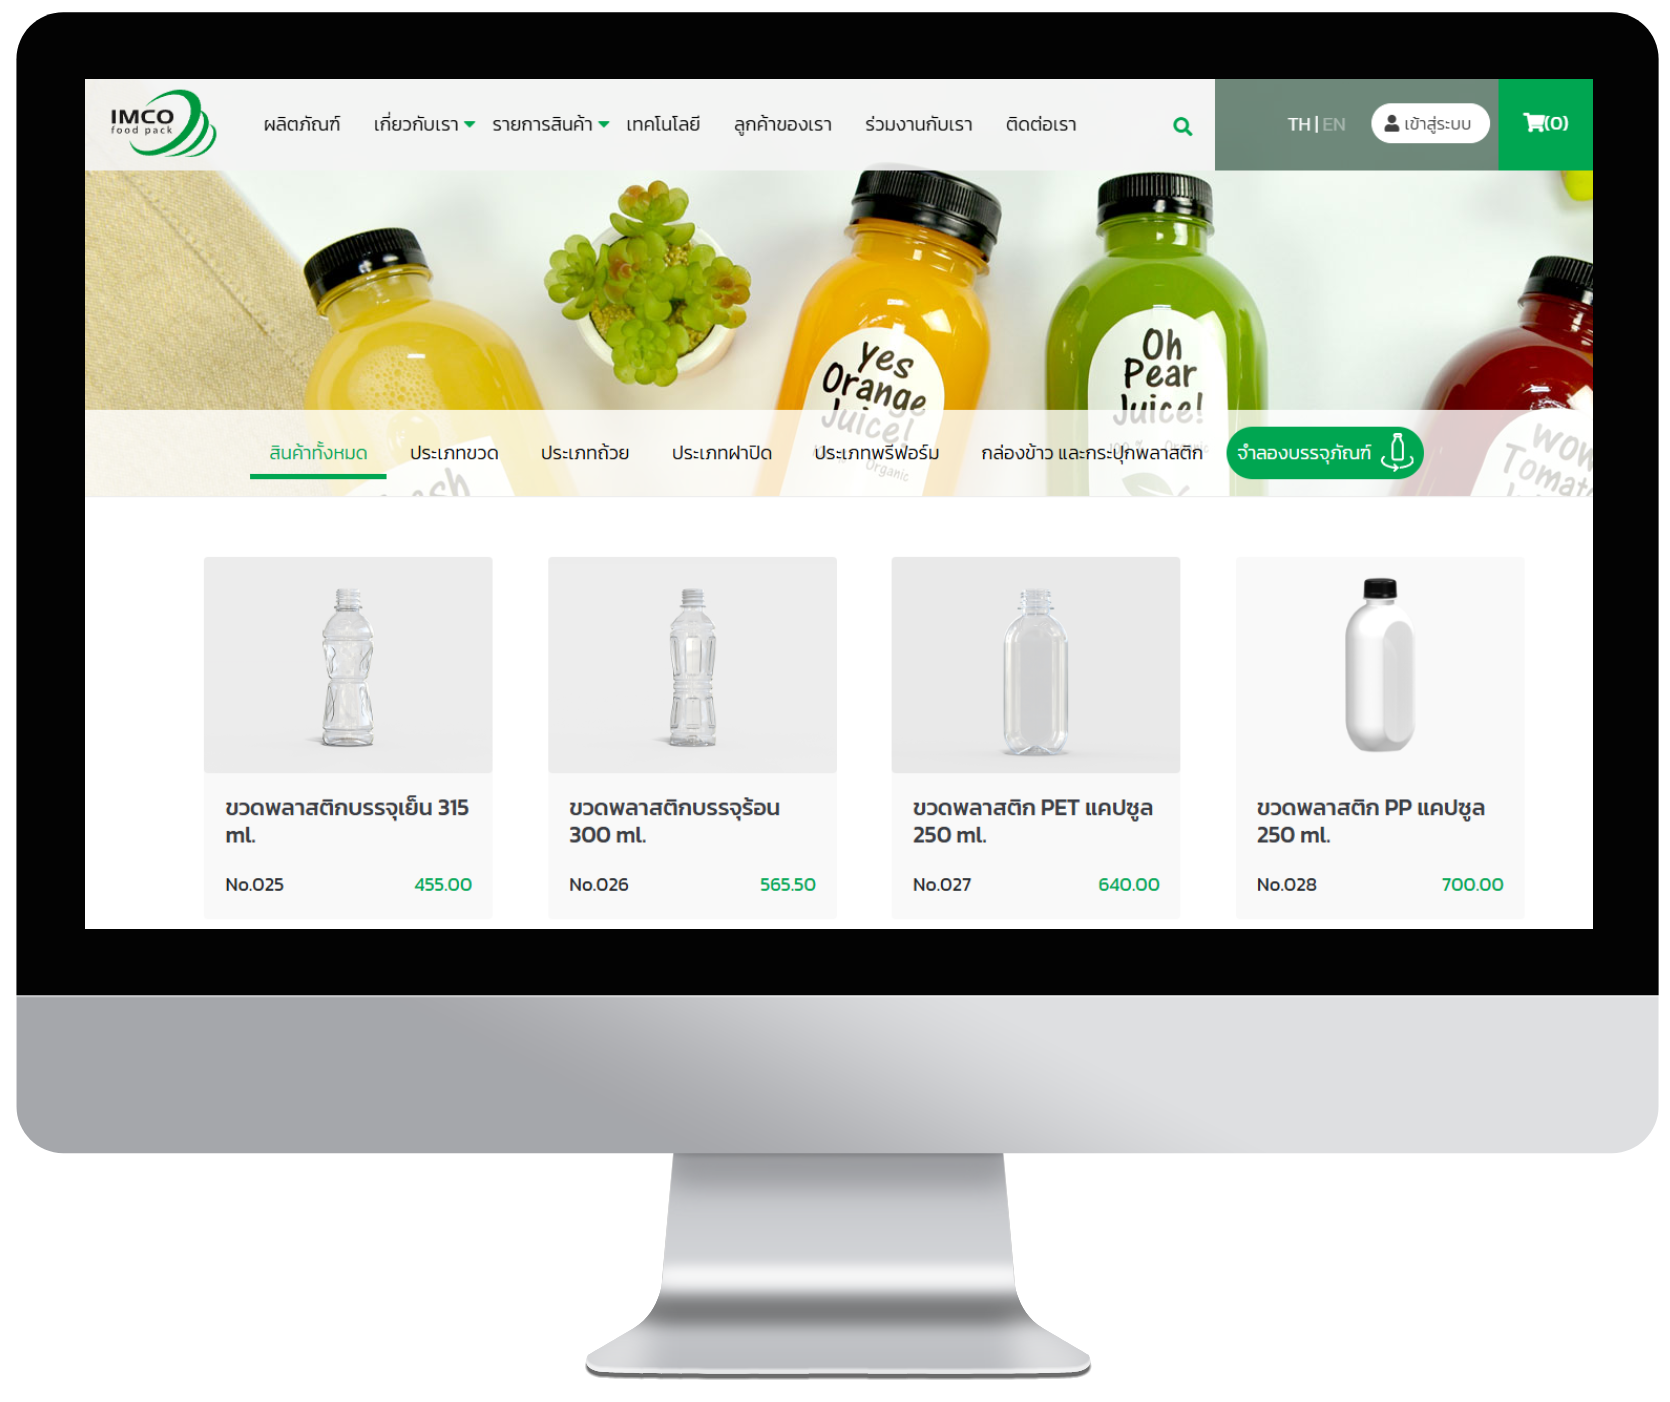 IMCO
food pack
ผลิตภัณฑ์ เกี่ยวกับเรา รายการสินค้า เทคโนโลยี ลูกค้าของเรา ร่วมงานกับเรา ติดต่อเรา TH | EN เข้าสู่ระบบ (0)
Yes
Orange
Juice!
Organic
Oh
Pear
Juice!
100 % Organic
WOW
Tomat
สินค้าทั้งหมด ประเภทขวด ประเภทถ้วย ประเภทฝาปิด ประเภทพรีฟอร์ม กล่องข้าว และกระปุกพลาสติก จำลองบรรจุภัณฑ์
ขวดพลาสติกบรรจุเย็น 315
ml.
No.025 455.00
ขวดพลาสติกบรรจุร้อน
300 ml.
No.026 565.50
ขวดพลาสติก PET แคปซูล
250 ml.
No.027 640.00
ขวดพลาสติก PP แคปซูล
250 ml.
No.028 700.00